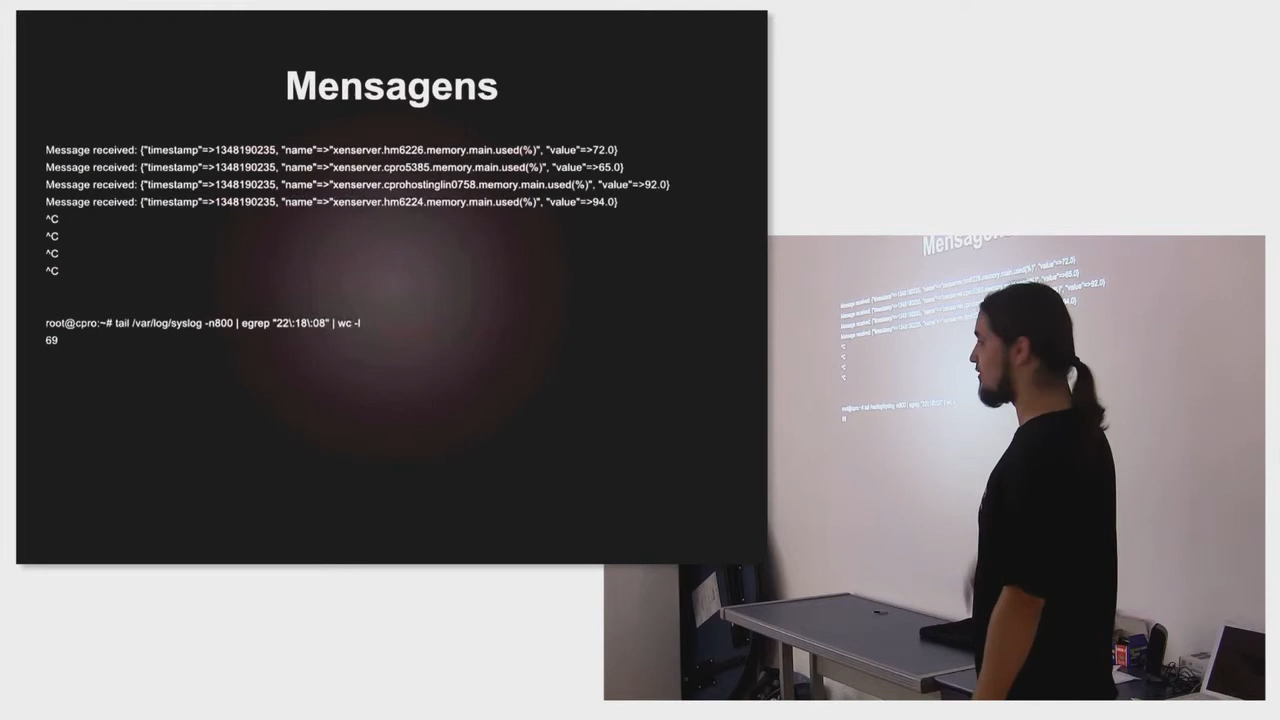 Mensagens
Message received: {"timestamp"=>1348190235, "name"=>"xenserver.hm6226.memory.main.used(%)", "value"=>72.0}
Message received: {"timestamp"=>1348190235, "name"=>"xenserver.cpro5385.memory.main.used(%)", "value"=>65.0}
Message received: {"timestamp"=>1348190235, "name"=>"xenserver.cprohostinglin0758.memory.main.used(%)", "value"=>92.0}
Message received: {"timestamp"=>1348190235, "name"=>"xenserver.hm6224.memory.main.used(%)", "value"=>94.0}
^C
^C
^C
^C
root@cpro:~# tail /var/log/syslog -n800 | egrep "22\:18\:08" | wc -l
69